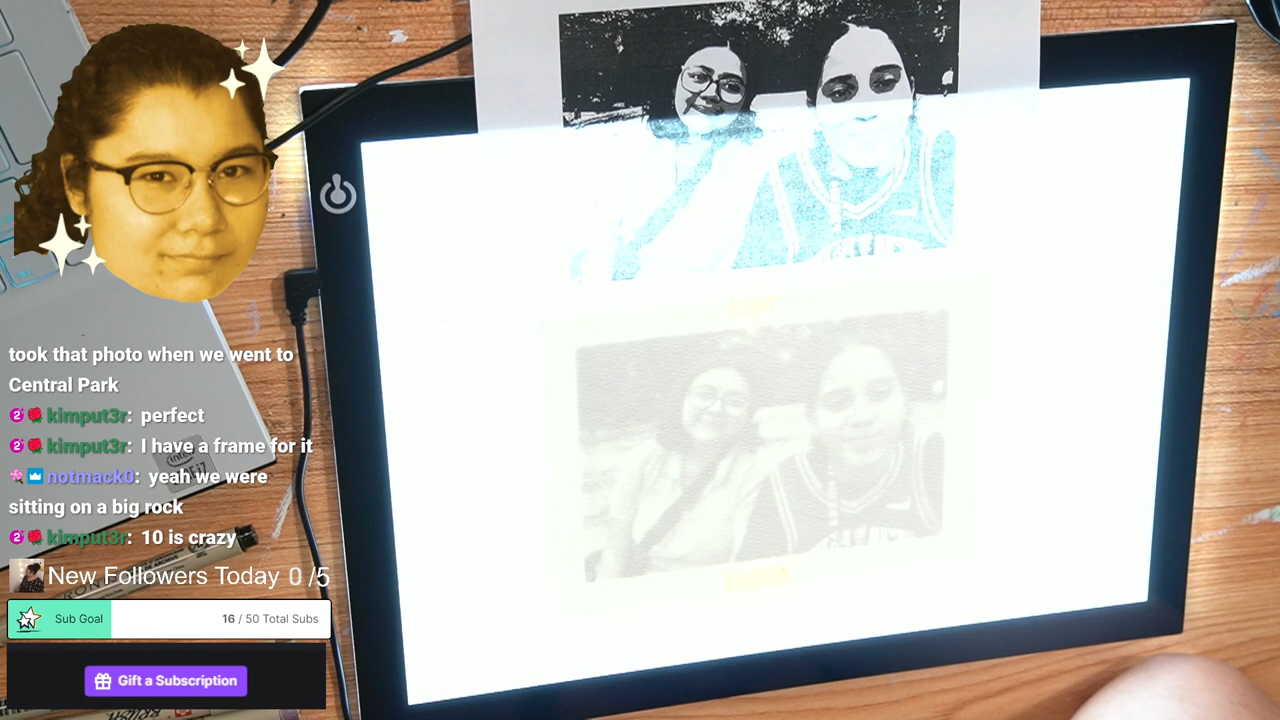 took that photo when we went to
Central Park
kimput3r: perfect
kimput3r: I have a frame for it
notmack0: yeah we were
sitting on a big rock
kimput3r: 10 is crazy
New Followers Today 0 /5
Sub Goal 16 / 50 Total Subs
Gift a Subscription